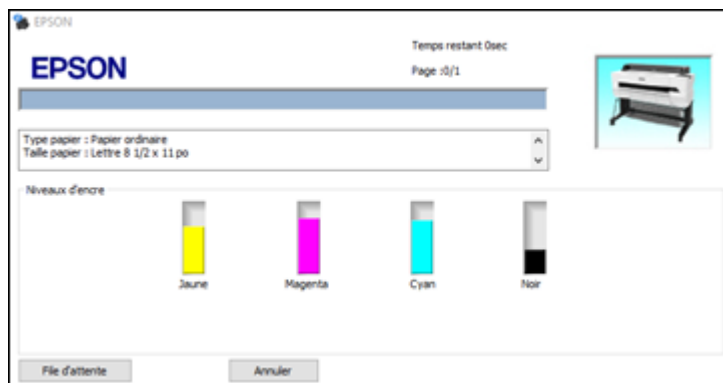 EPSON
Temps restant 0sec
EPSON
Page :0/1
Type papier : Papier ordinaire
Taille papier : Lettre 8 1/2 x 11 po
Niveaux d'encre
Jaune
Magenta
Cyan
Noir
File d'attente
Annuler